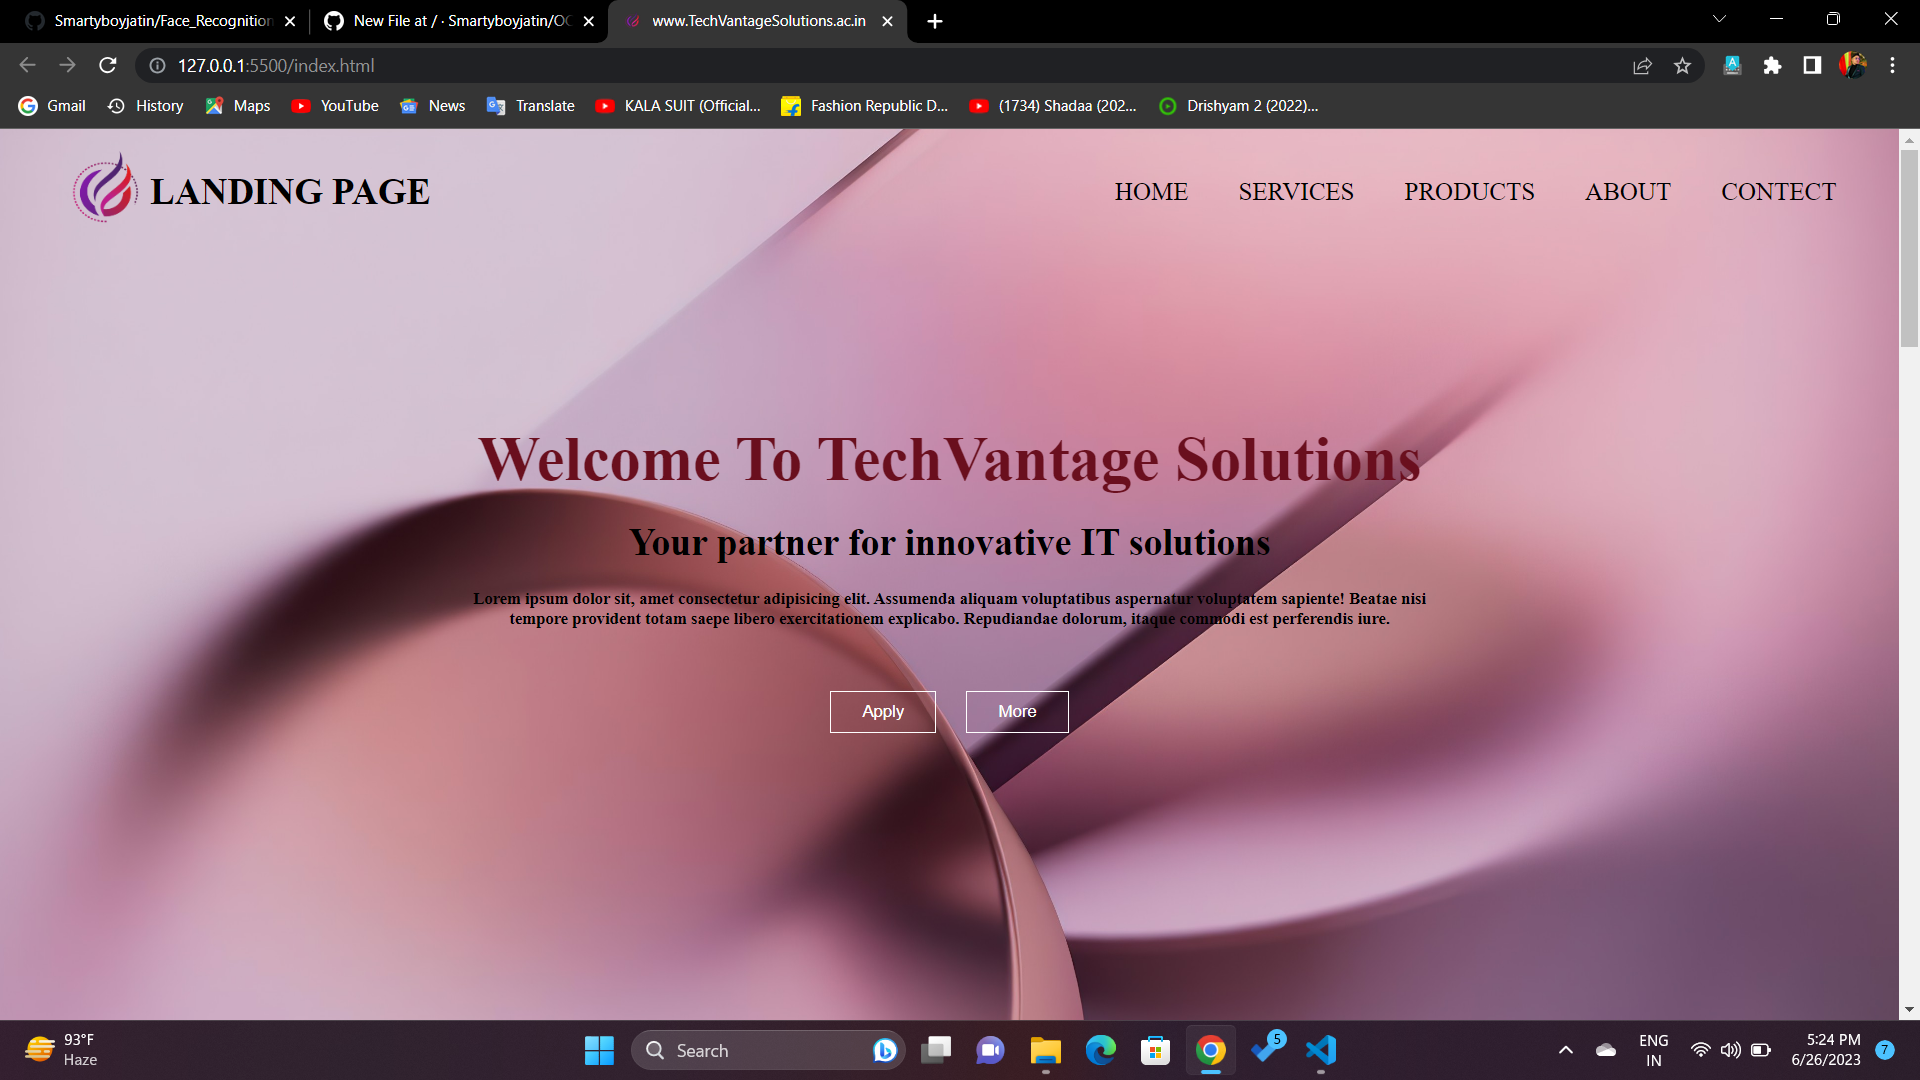 Smartyboyjatin/Face_Recognition
New File at / · Smartyboyjatin/OC
www.TechVantageSolutions.ac.in
127.0.0.1:5500/index.html
Gmail
History
Maps
YouTube
News
Translate
KALA SUIT (Official...
Fashion Republic D...
(1734) Shadaa (202...
Drishyam 2 (2022)...
LANDING PAGE
HOME
SERVICES
PRODUCTS
ABOUT
CONTECT
Welcome To TechVantage Solutions
Your partner for innovative IT solutions
Lorem ipsum dolor sit, amet consectetur adipisicing elit. Assumenda aliquam voluptatibus aspernatur voluptatem sapiente! Beatae nisi
tempore provident totam saepe libero exercitationem explicabo. Repudiandae dolorum, itaque commodi est perferendis iure.
Apply
More
93°F
Haze
Search
5
ENG
IN
5:24 PM
6/26/2023
7